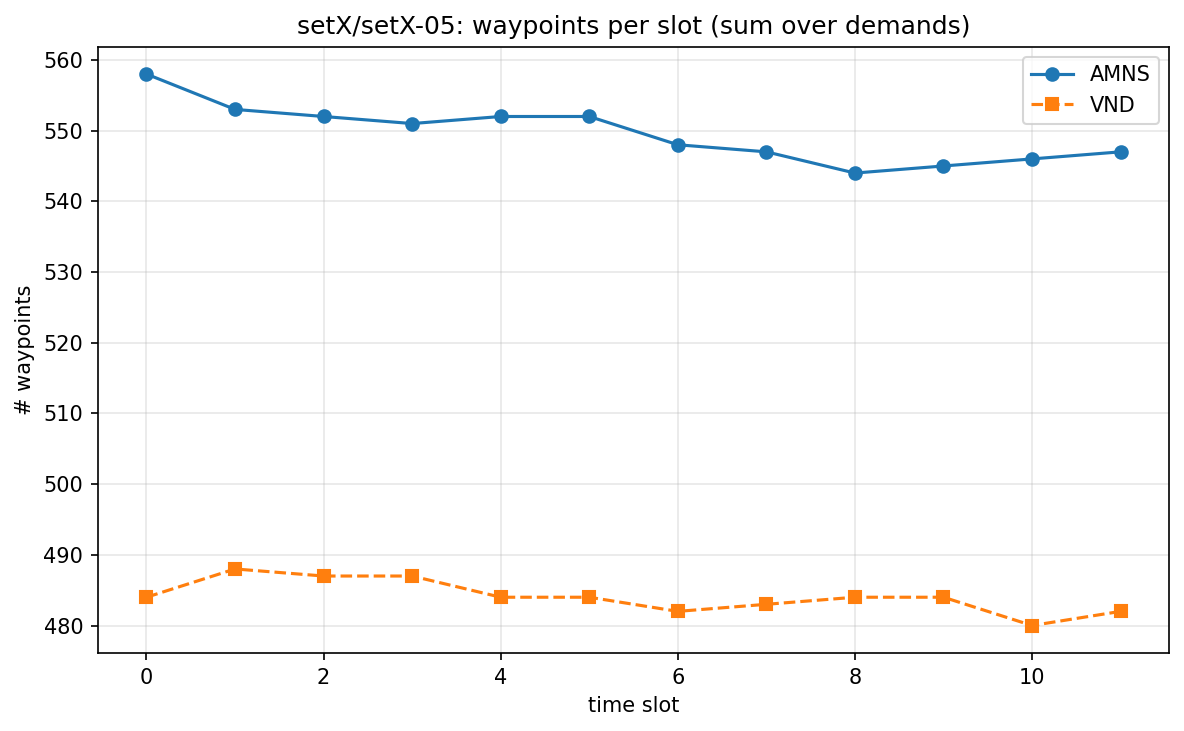 setX/setX-05: waypoints per slot (sum over demands)
AMNS
VND
# waypoints
560
550
540
530
520
510
500
490
480
0 2 4 6 8 10
time slot